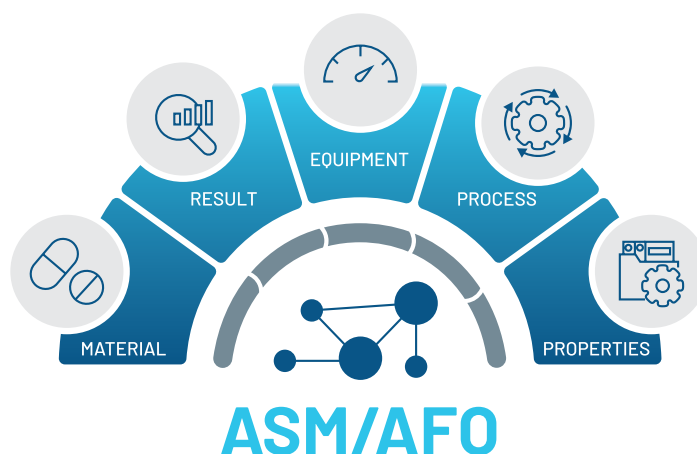 EQUIPMENT
RESULT
PROCESS
MATERIAL
PROPERTIES
ASM/AFO